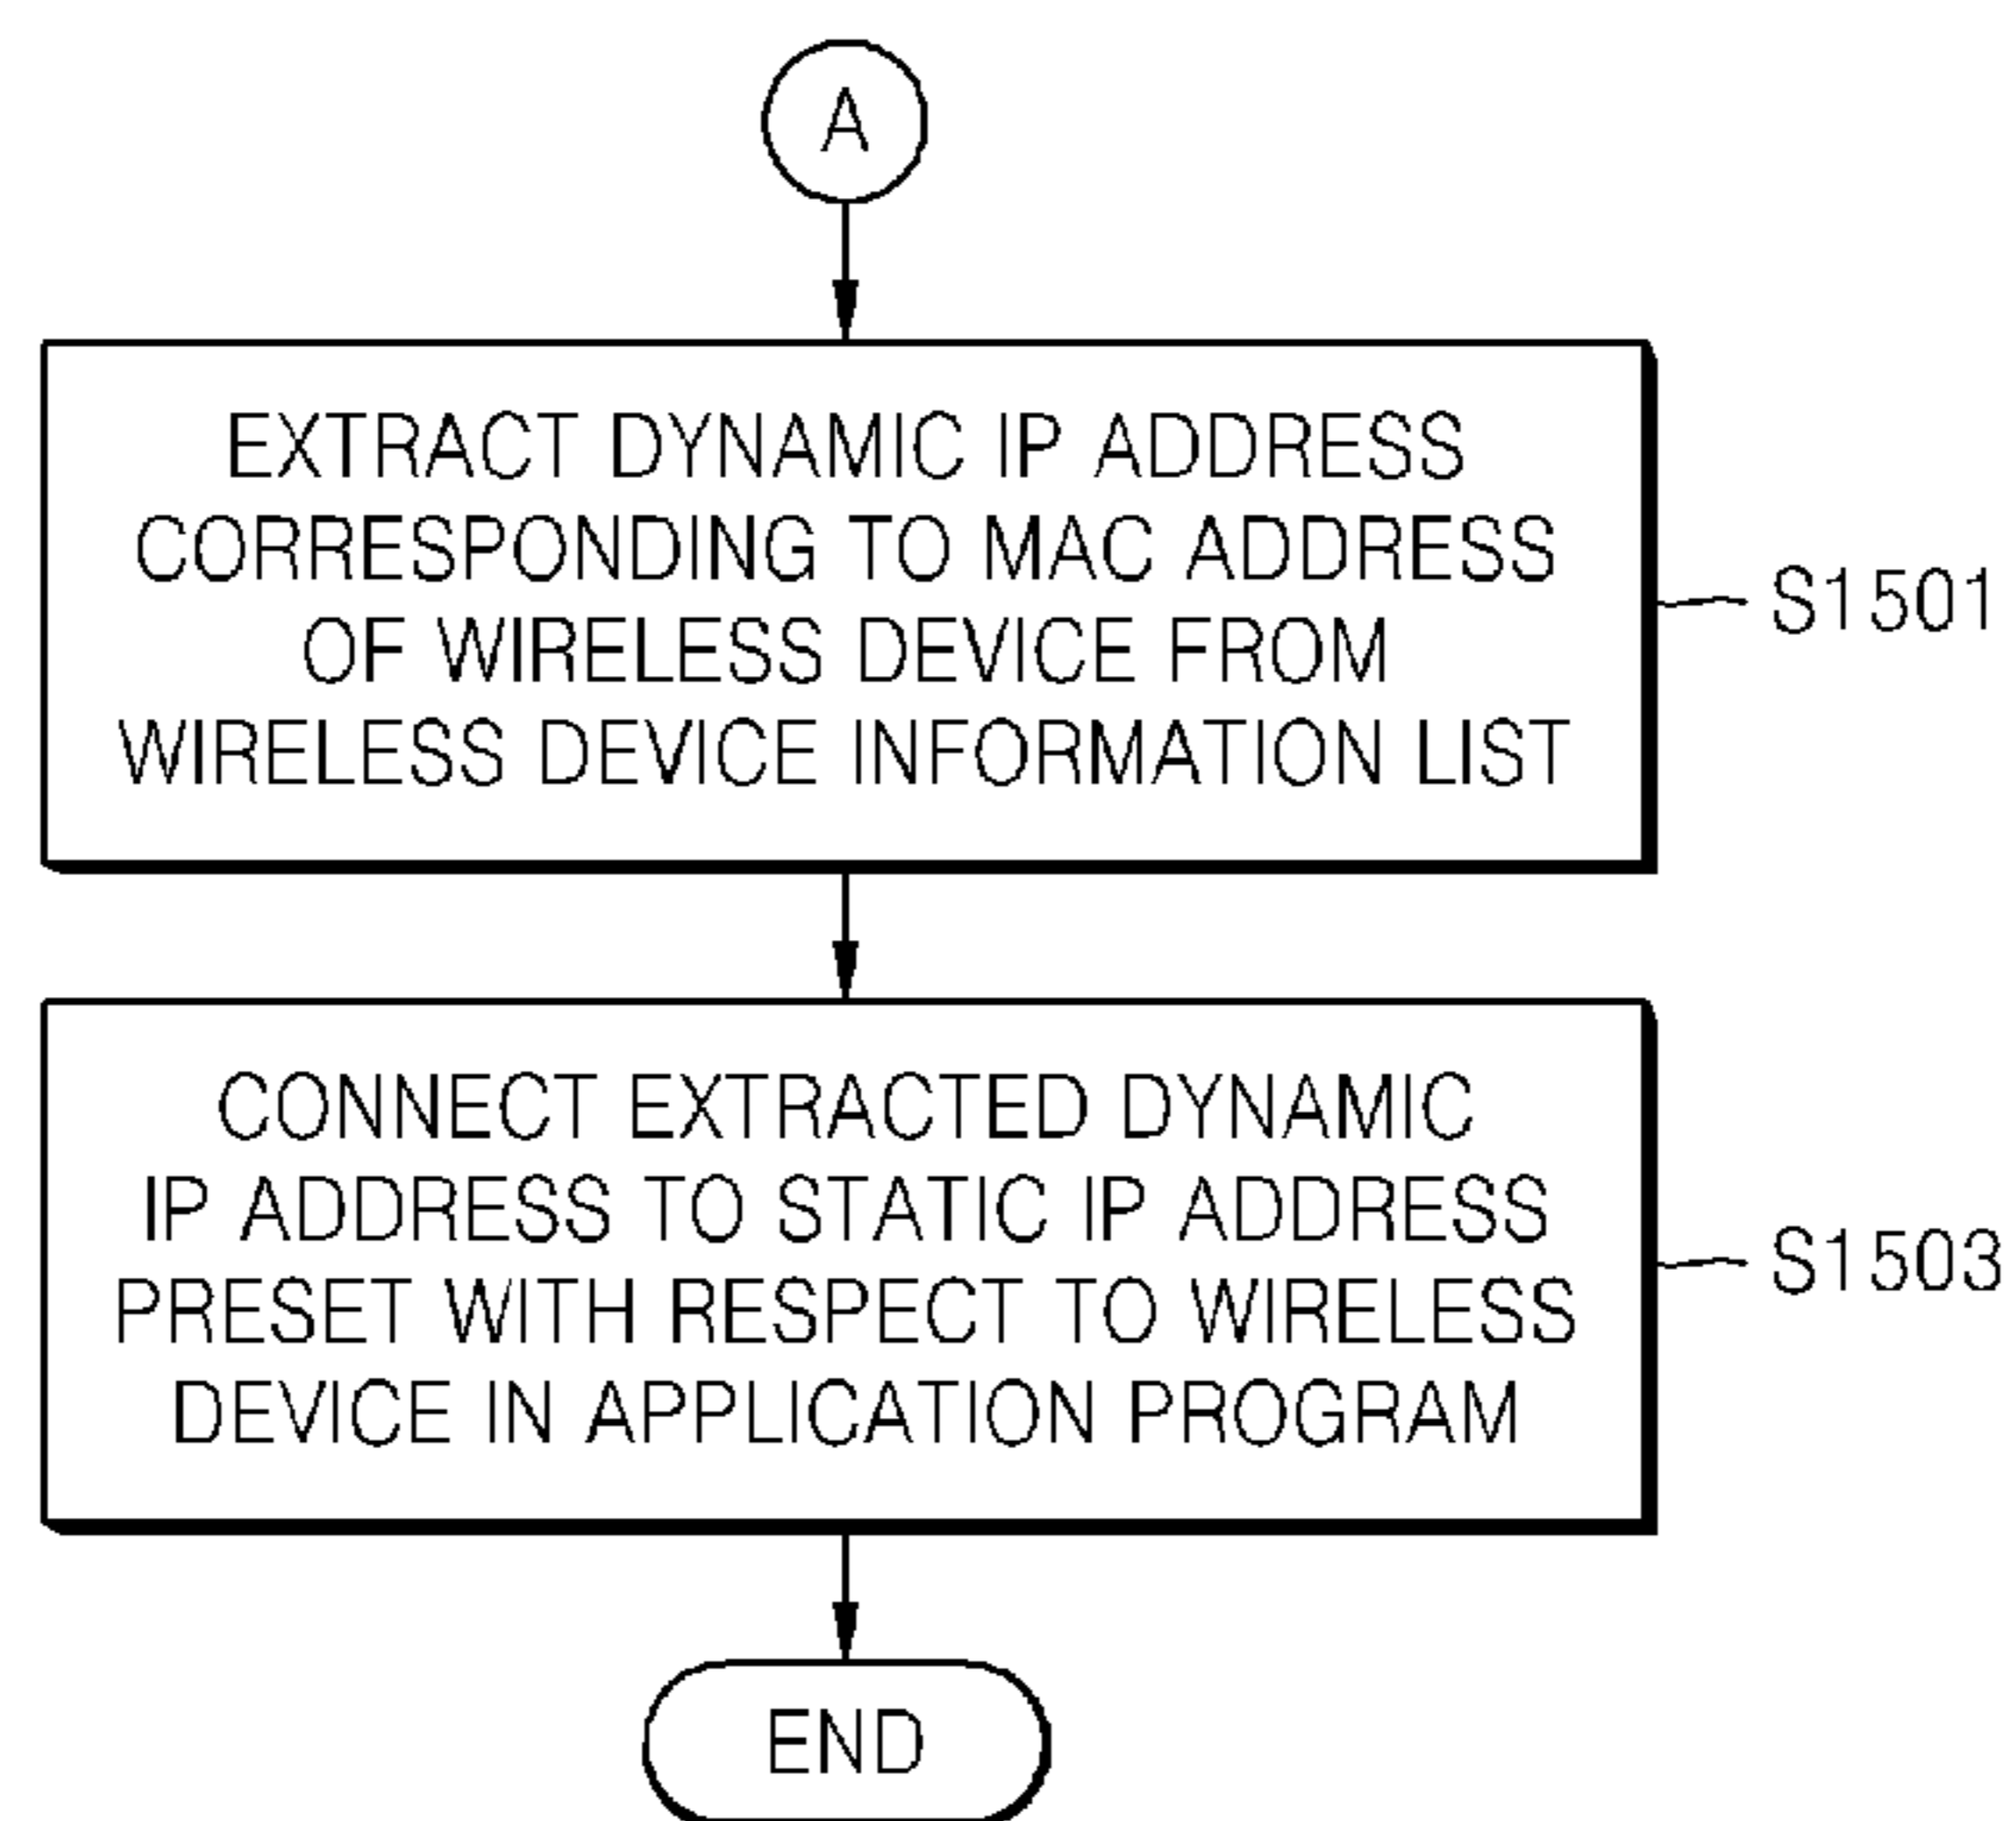 A
EXTRACT DYNAMIC IP ADDRESS
CORRESPONDING TO MAC ADDRESS
OF WIRELESS DEVICE FROM
WIRELESS DEVICE INFORMATION LIST
S1501
CONNECT EXTRACTED DYNAMIC
IP ADDRESS TO STATIC IP ADDRESS
PRESET WITH RESPECT TO WIRELESS
DEVICE IN APPLICATION PROGRAM
S1503
END